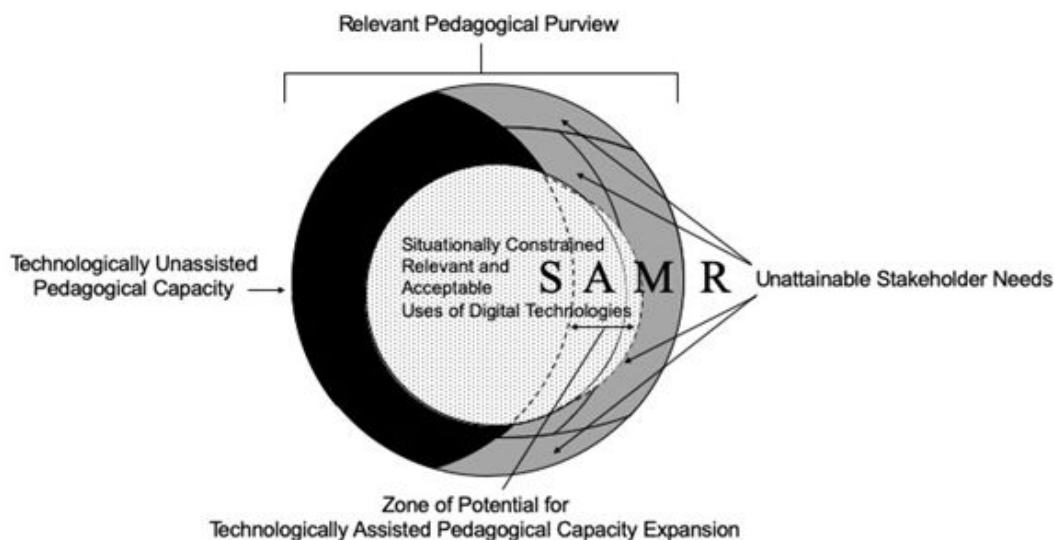 Relevant Pedagogical Purview
Technologically Unassisted
Pedagogical Capacity
Situationally Constrained
Relevant and
Acceptable
Uses of Digital Technologies
S A M R
Unattainable Stakeholder Needs
Zone of Potential for
Technologically Assisted Pedagogical Capacity Expansion